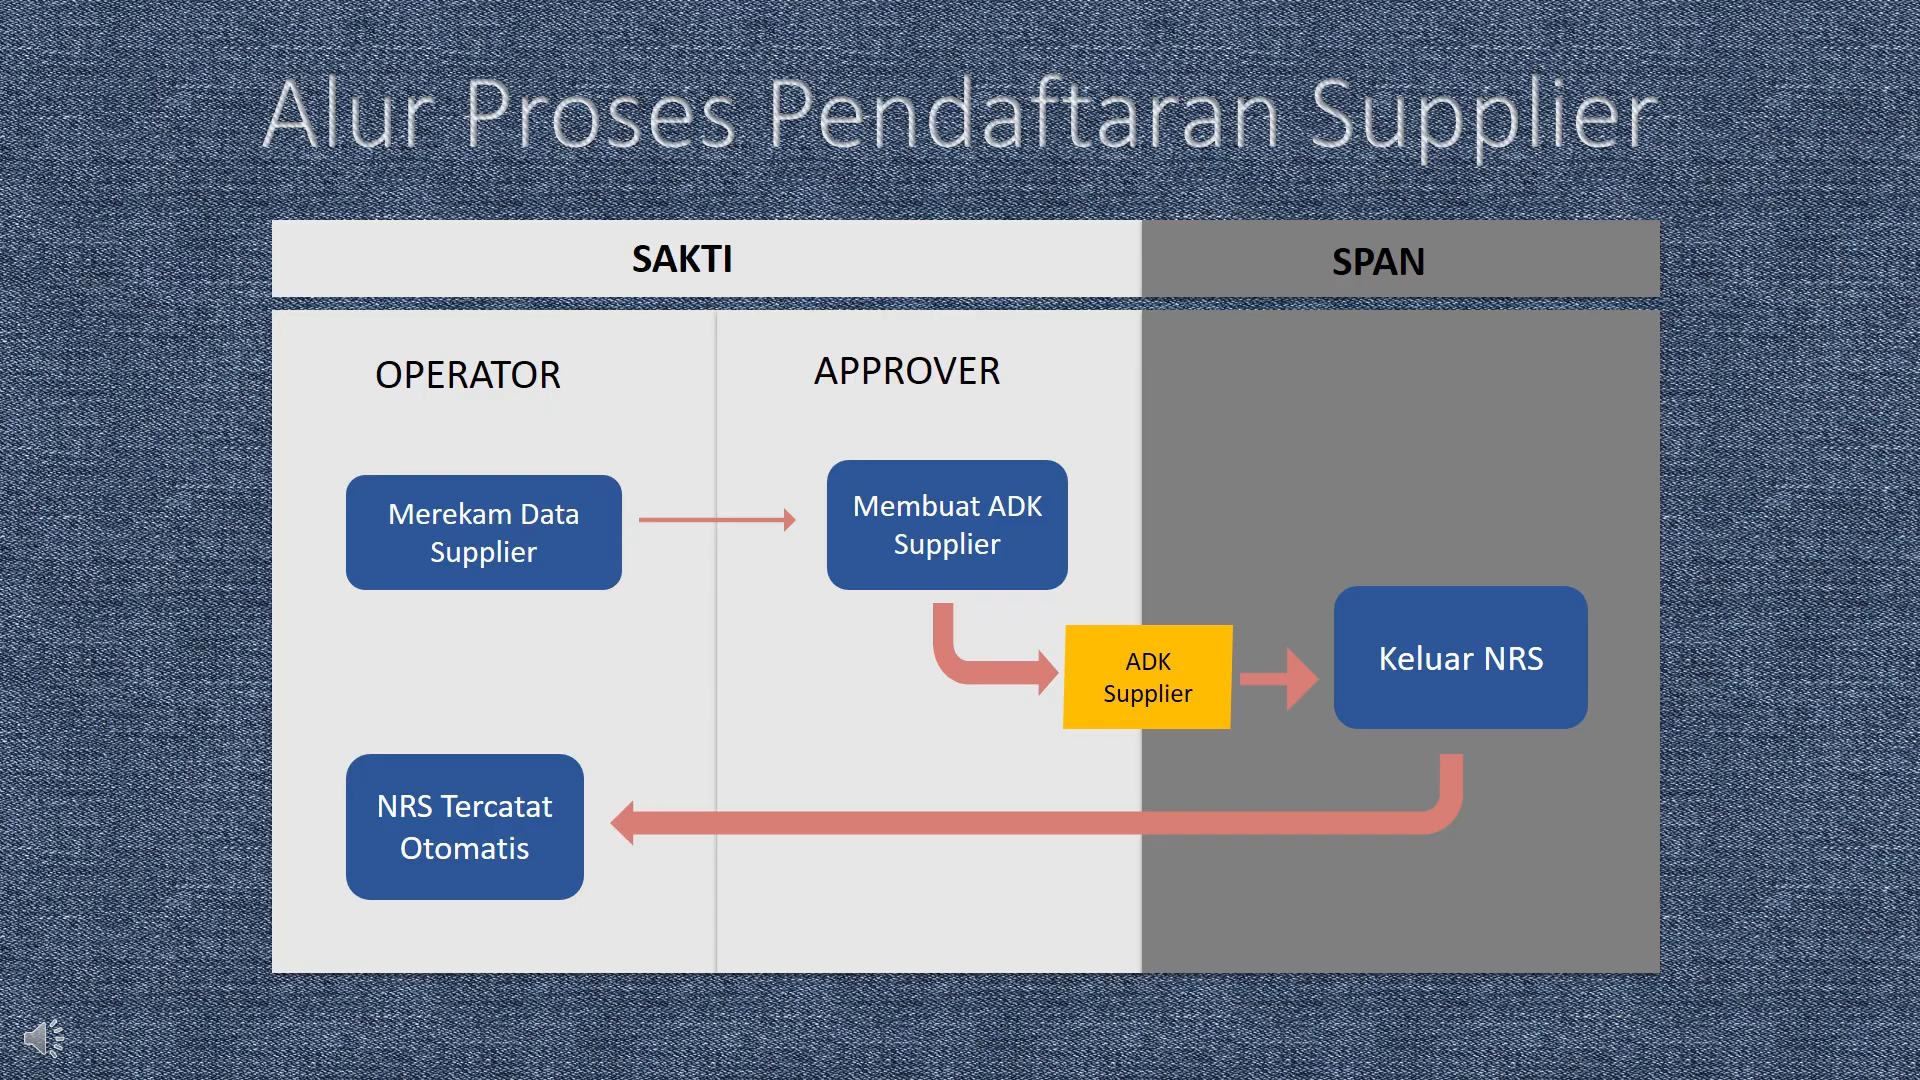 Alur Proses Pendaftaran Supplier
SAKTI
SPAN
OPERATOR
APPROVER
Merekam Data
Supplier
Membuat ADK
Supplier
ADK
Supplier
Keluar NRS
NRS Tercatat
Otomatis